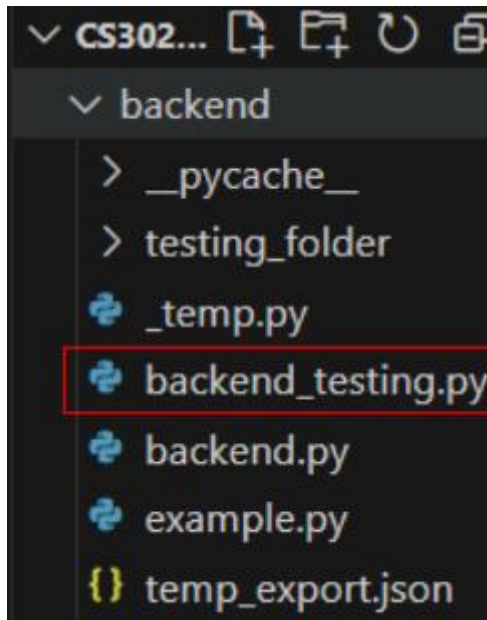 CS302...
backend
__pycache__
testing_folder
_temp.py
backend_testing.py
backend.py
example.py
{} temp_export.json